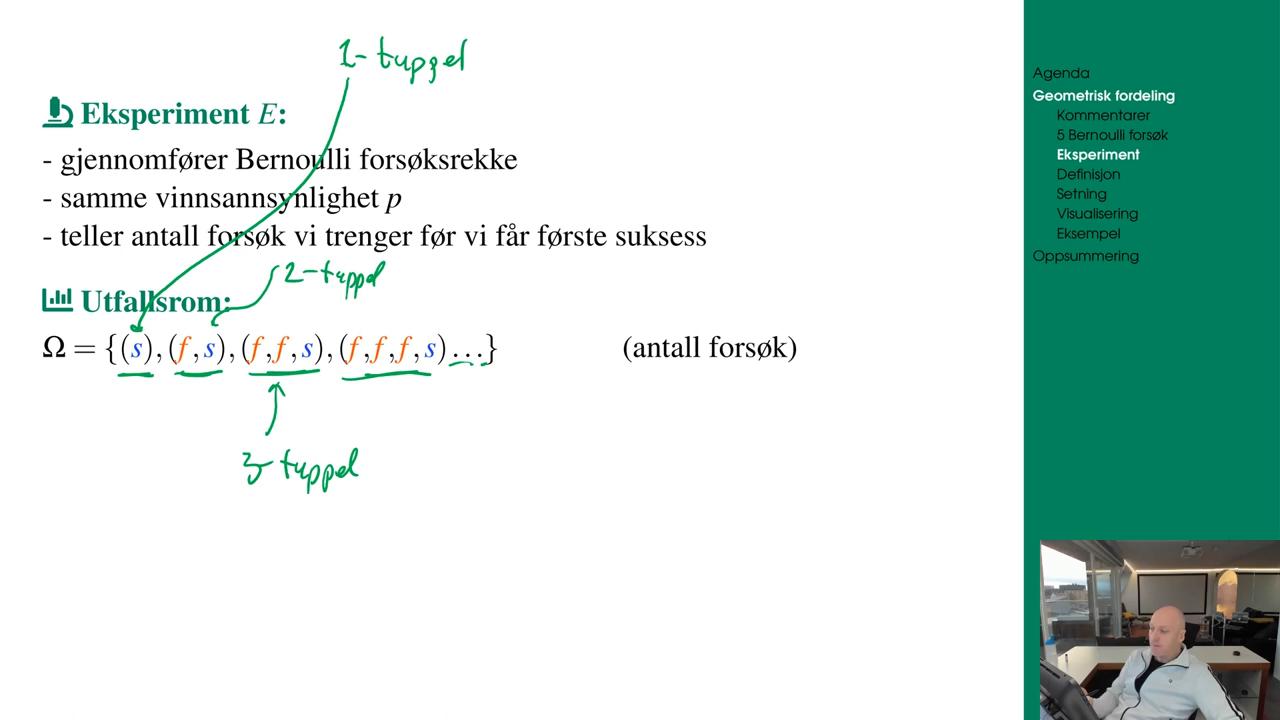 1-tuppel
Eksperiment E:
- gjennomfører Bernoulli forsøksrekke
- samme vinnsannsynlighet p
- teller antall forsøk vi trenger før vi får første suksess
2-tuppel
Utfallsrom:
Ω = {(s),(f,s),(f,f,s),(f,f,f,s)...} (antall forsøk)
3-tuppel
Agenda
Geometrisk fordeling
Kommentarer
5 Bernoulli forsøk
Eksperiment
Definisjon
Setning
Visualisering
Eksempel
Oppsummering